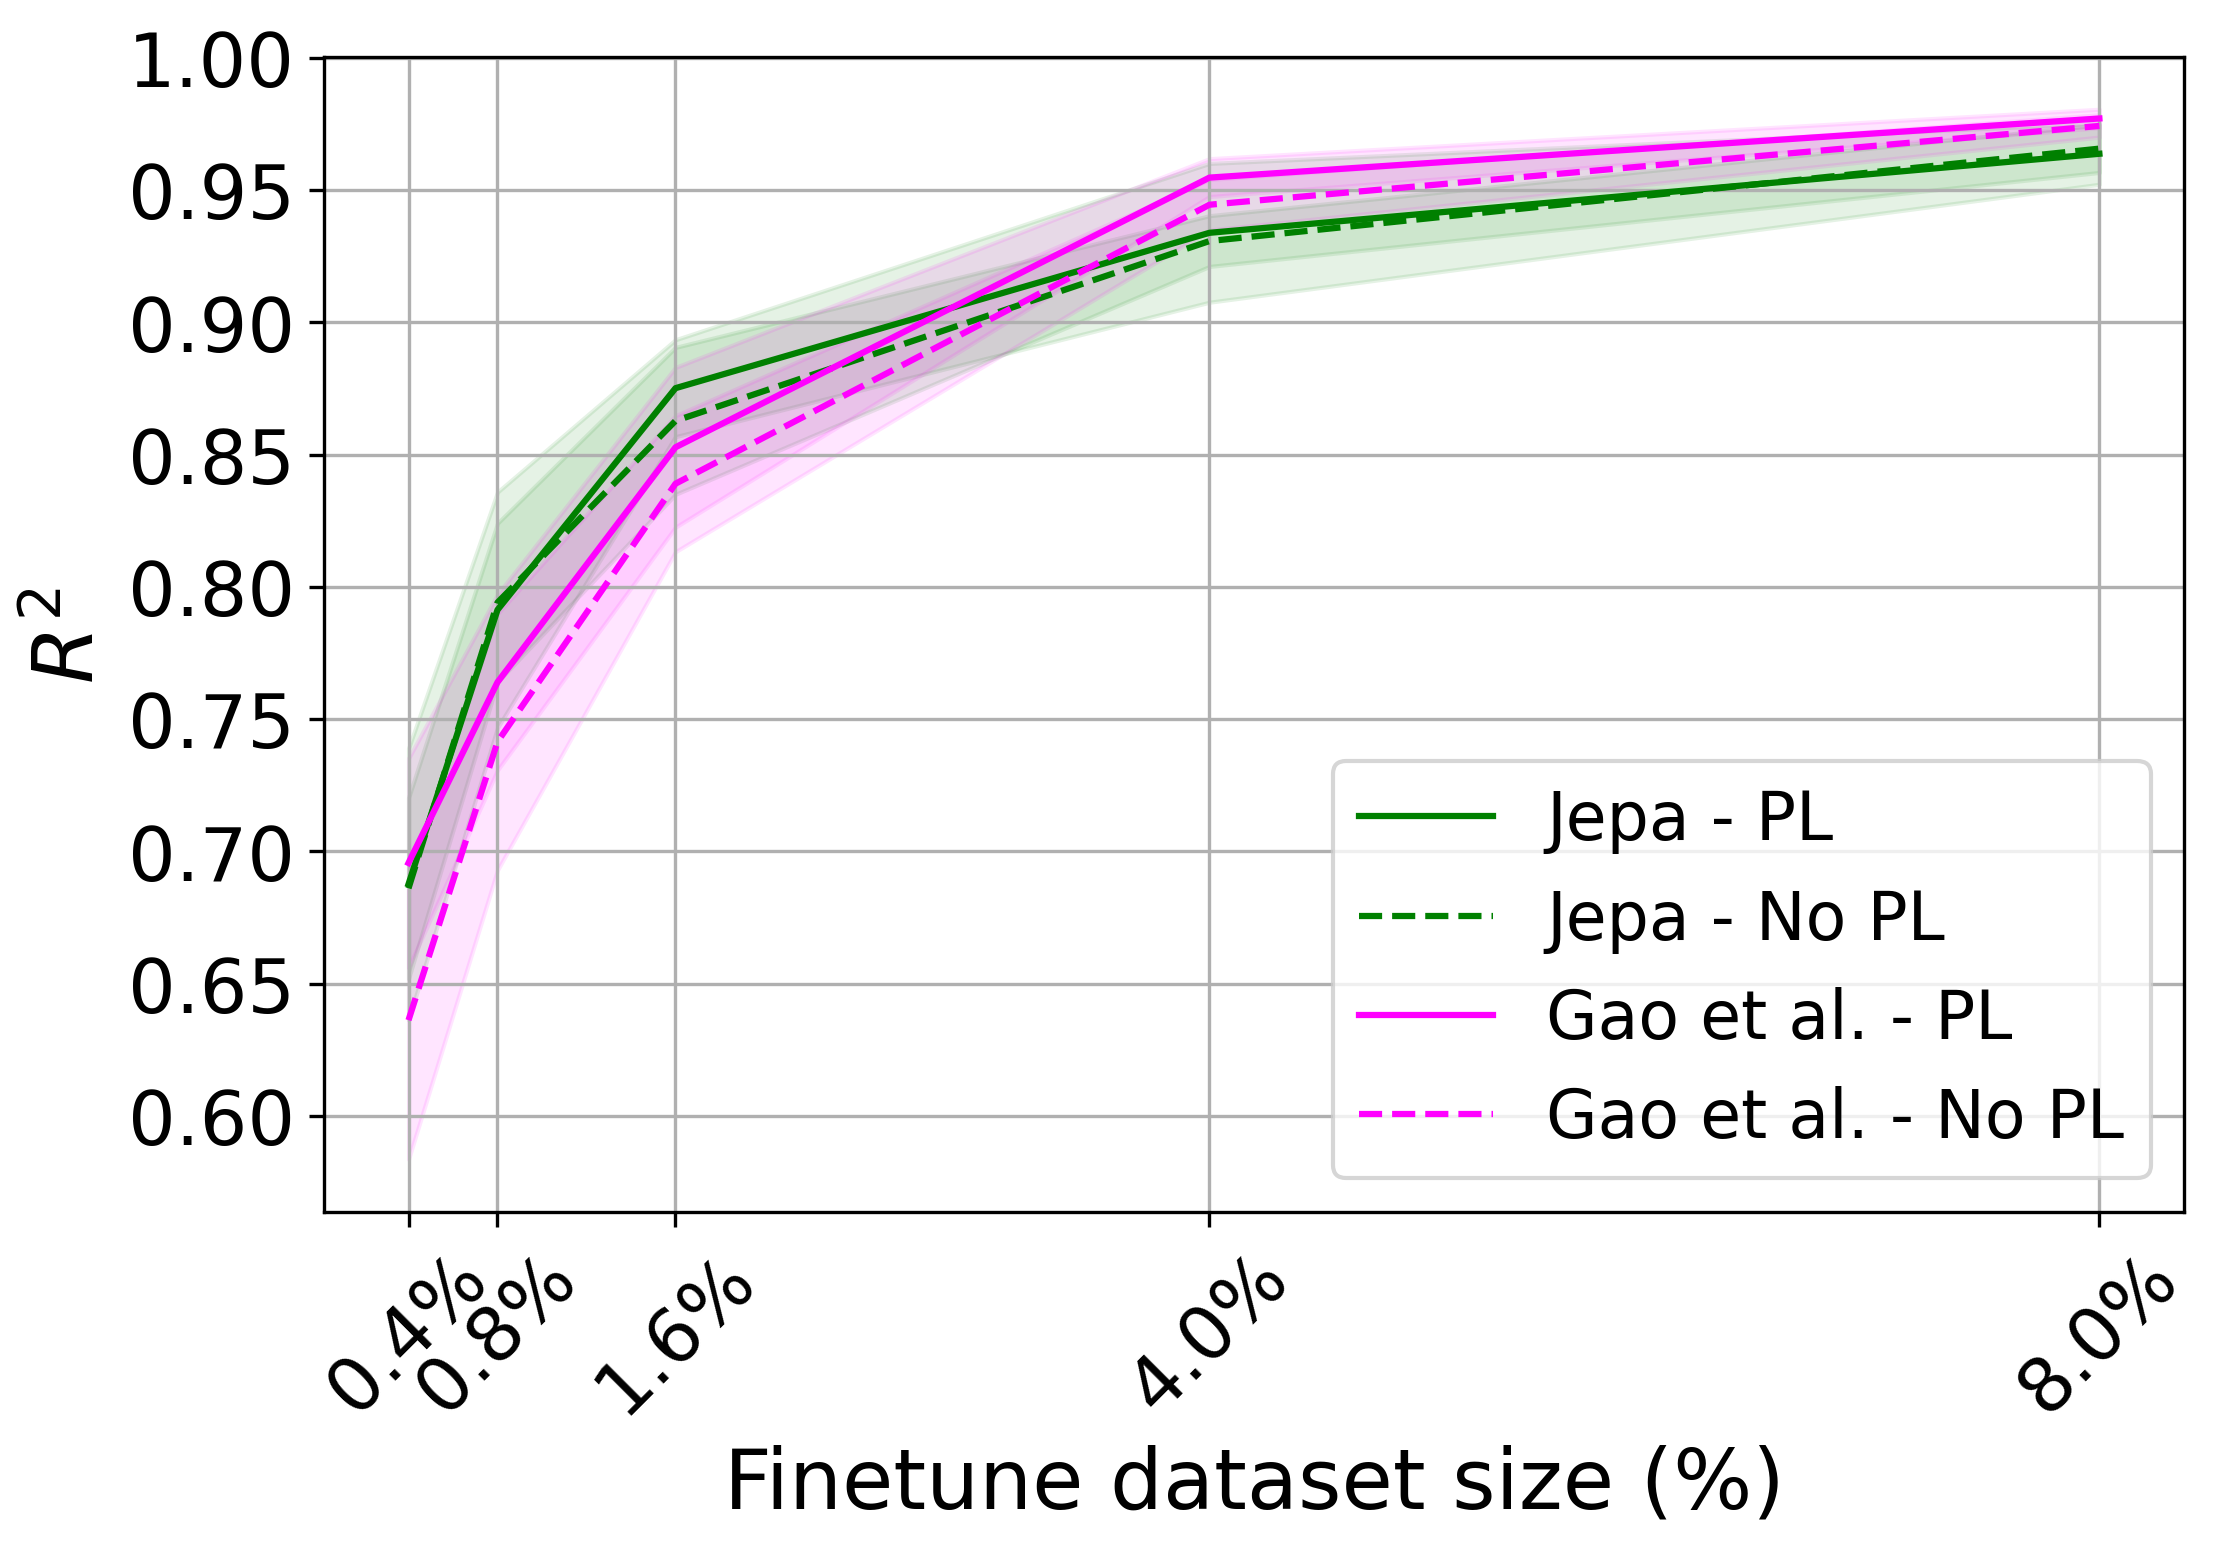 1.00
0.95
0.90
0.85
0.80
0.75
0.70
0.65
0.60
R²
Jepa - PL
Jepa - No PL
Gao et al. - PL
Gao et al. - No PL
0.4%
0.8%
1.6%
4.0%
8.0%
Finetune dataset size (%)